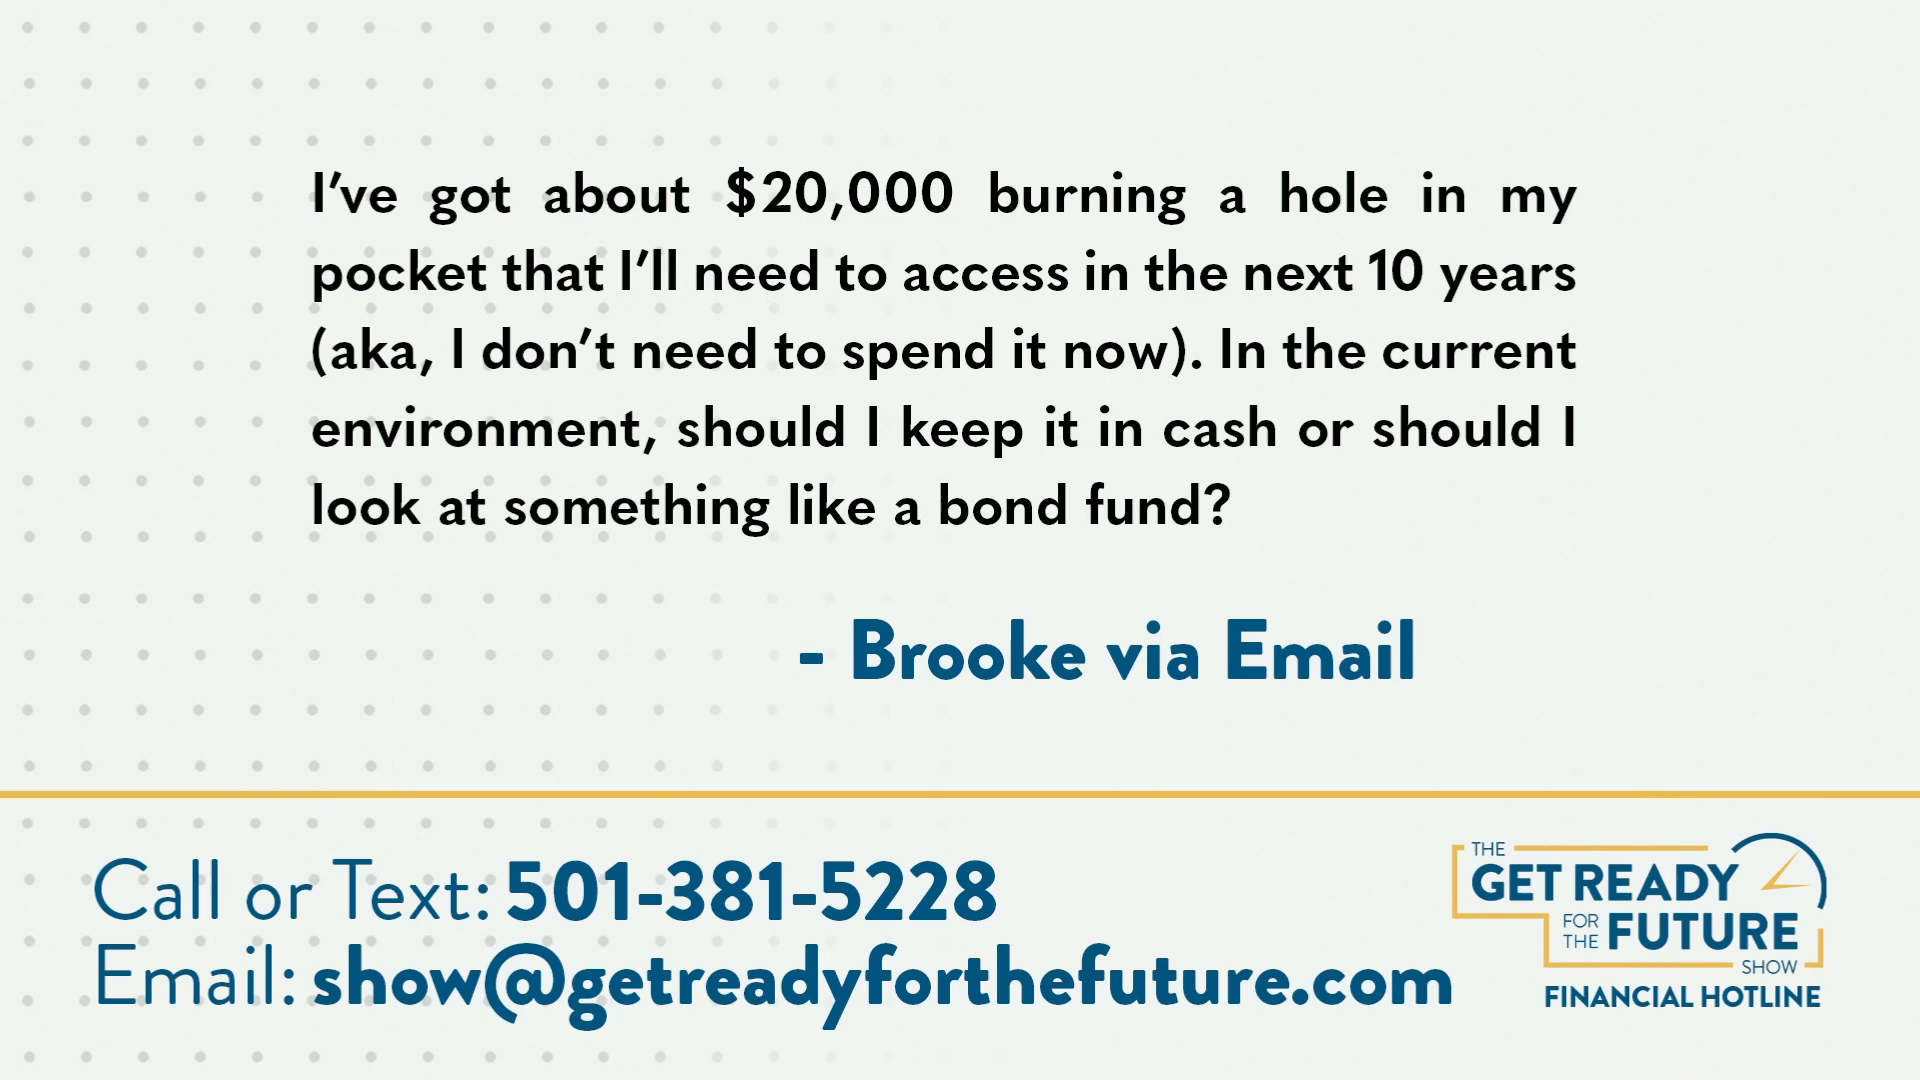 I’ve got about $20,000 burning a hole in my
pocket that I’ll need to access in the next 10 years
(aka, I don’t need to spend it now). In the current
environment, should I keep it in cash or should I
look at something like a bond fund?
- Brooke via Email
Call or Text: 501-381-5228
Email: show@getreadyforthefuture.com
THE
GET READY
FOR THE FUTURE
SHOW
FINANCIAL HOTLINE